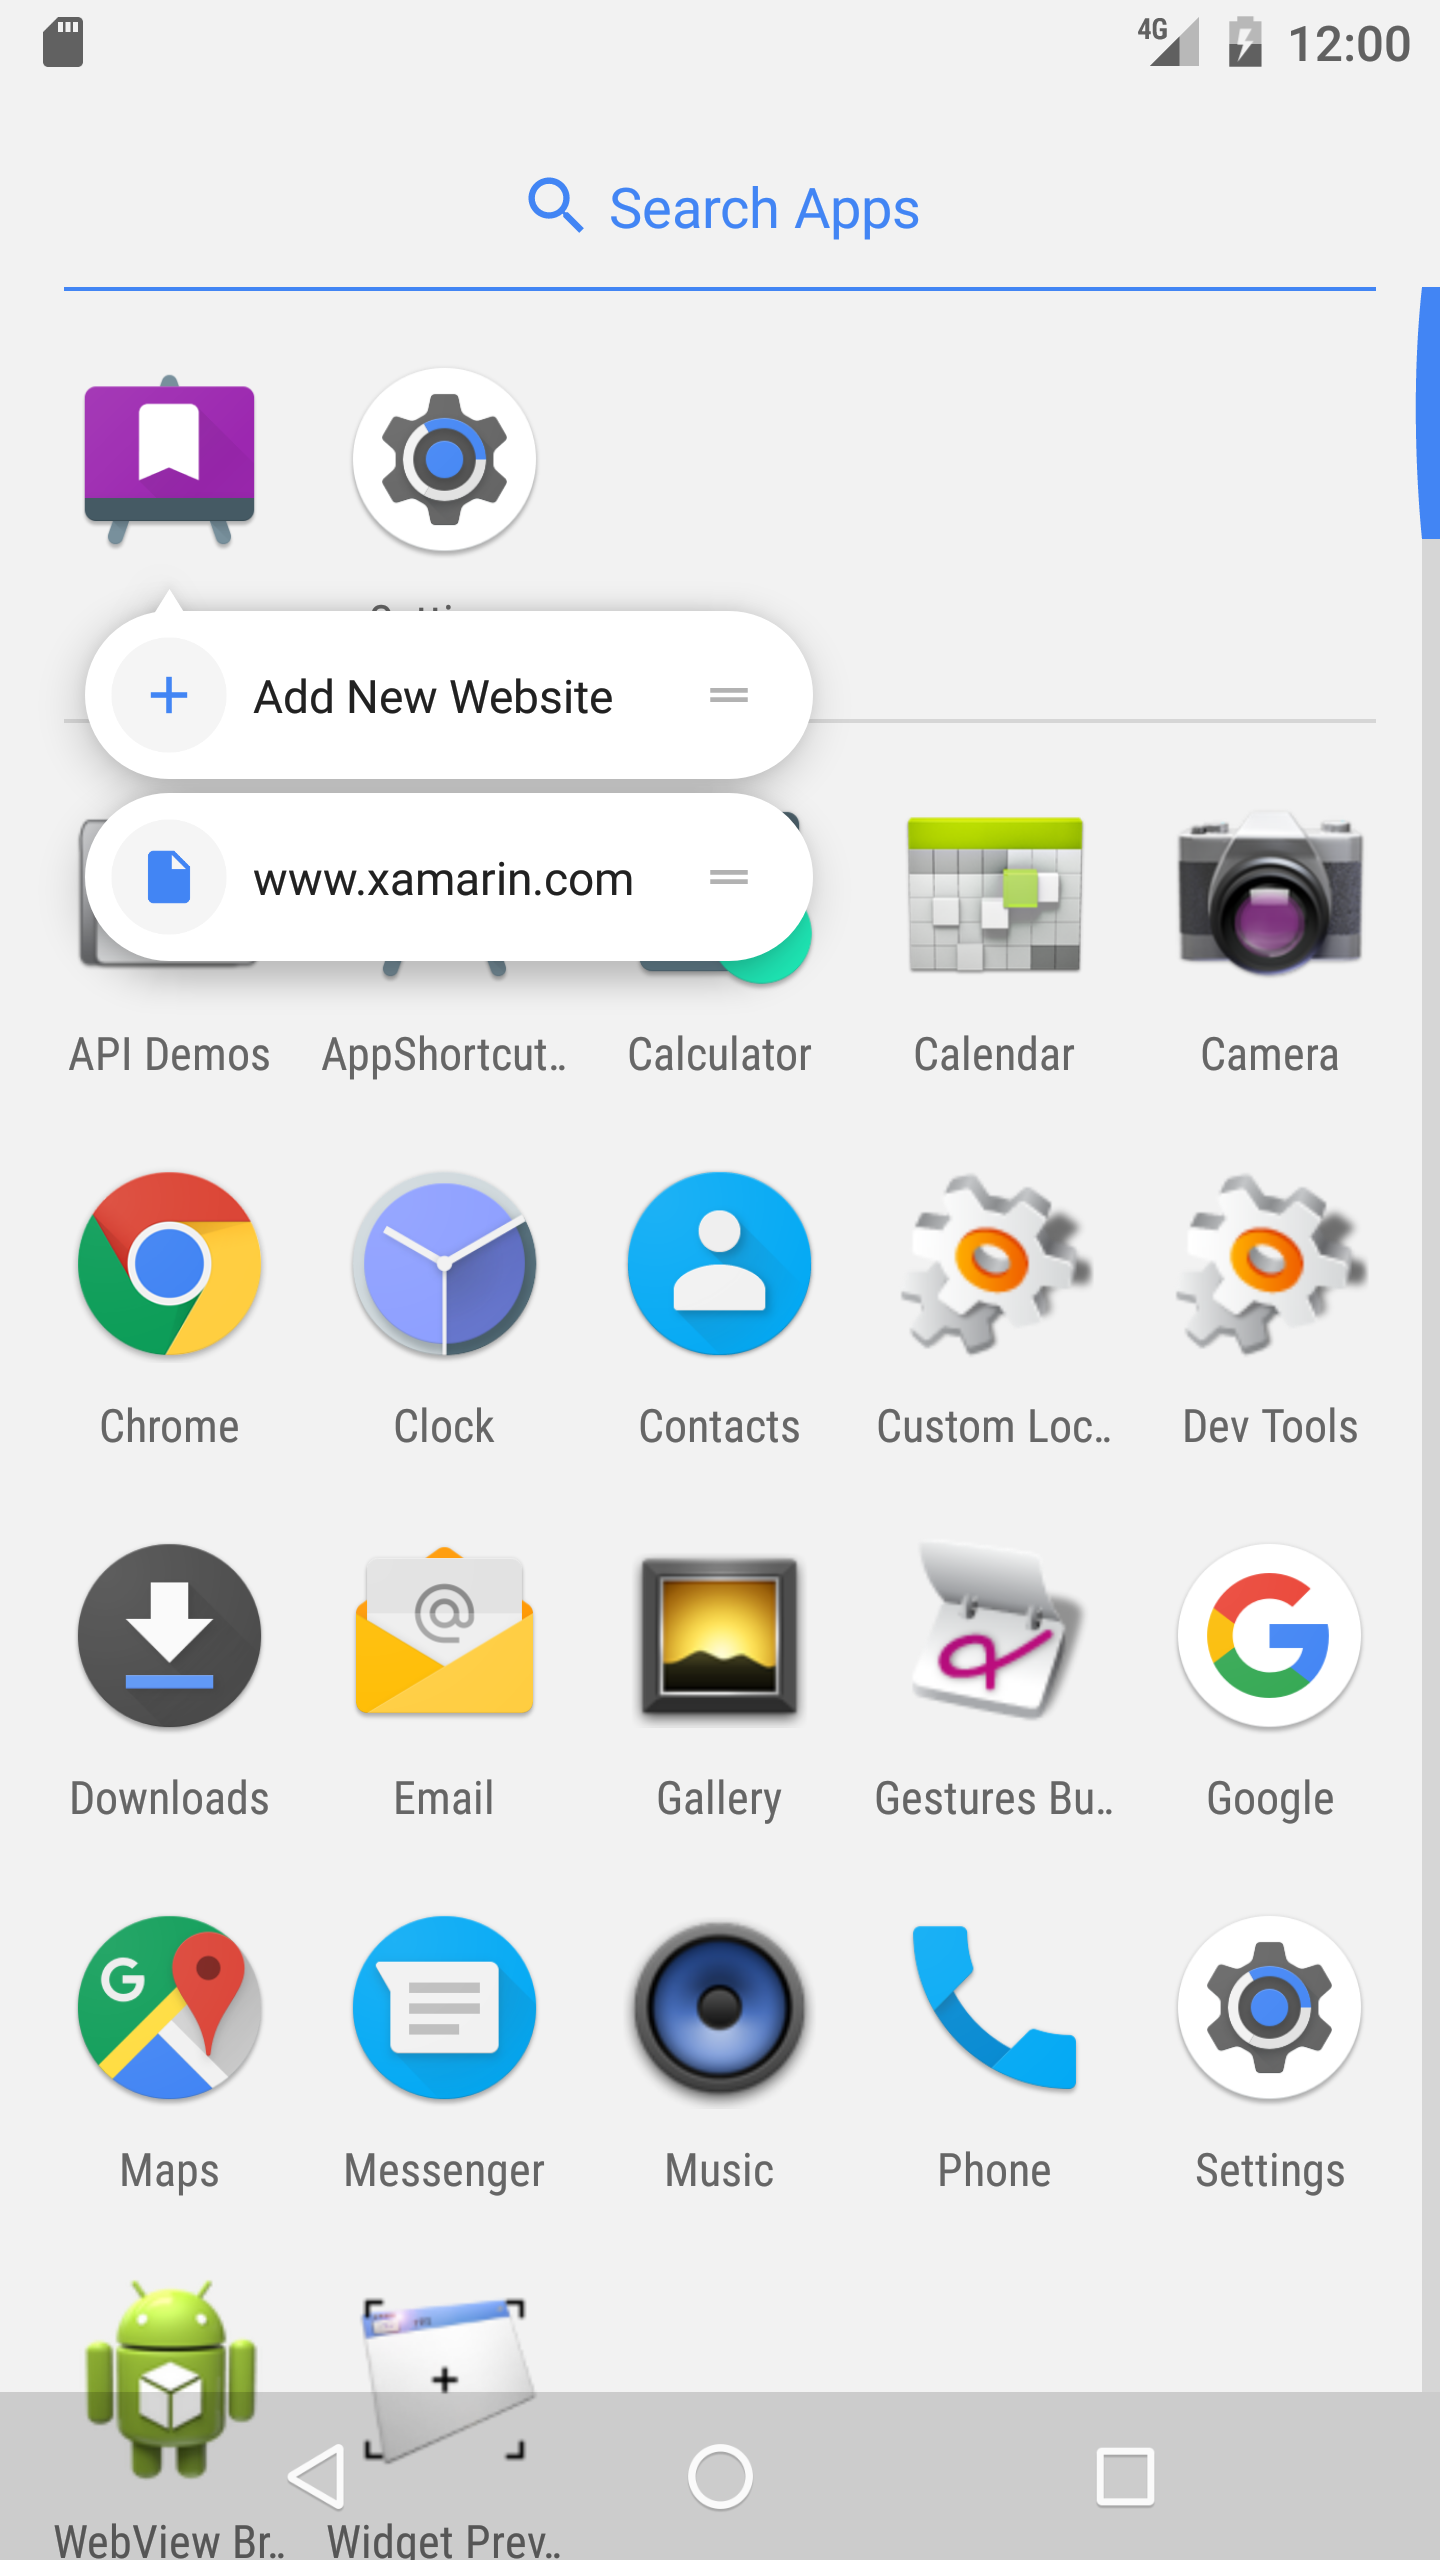 4G 12:00
Search Apps
Add New Website
www.xamarin.com
API Demos AppShortcut… Calculator Calendar Camera
Chrome Clock Contacts Custom Loc… Dev Tools
Downloads Email Gallery Gestures Bu… Google
Maps Messenger Music Phone Settings
WebView Br… Widget Prev…